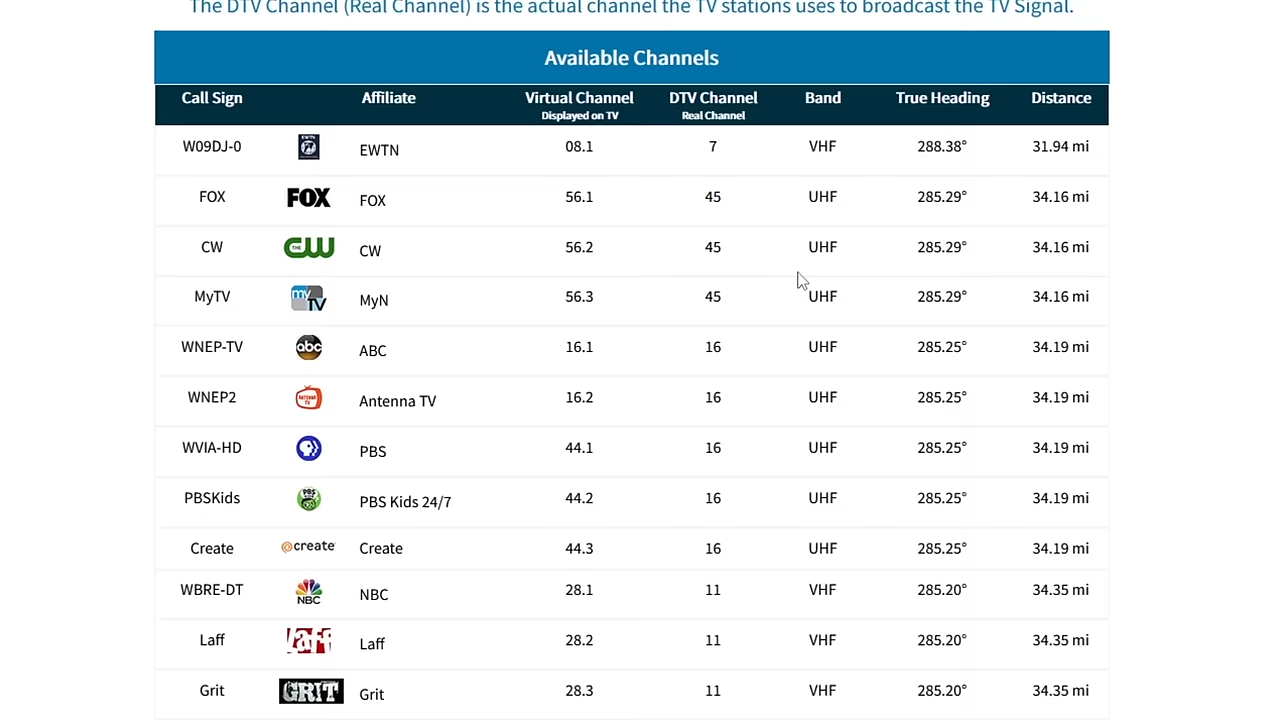 The DTV Channel (Real Channel) is the actual channel the TV stations uses to broadcast the TV Signal.
Available Channels
Call Sign Affiliate Virtual Channel DTV Channel Band True Heading Distance
Displayed on TV Real Channel
W09DJ-0 EWTN EWTN 08.1 7 VHF 288.38° 31.94 mi
FOX FOX FOX 56.1 45 UHF 285.29° 34.16 mi
CW THE CW CW 56.2 45 UHF 285.29° 34.16 mi
MyTV my TV MyN 56.3 45 UHF 285.29° 34.16 mi
WNEP-TV abc ABC 16.1 16 UHF 285.25° 34.19 mi
WNEP2 ANTENNA TV Antenna TV 16.2 16 UHF 285.25° 34.19 mi
WVIA-HD PBS 44.1 16 UHF 285.25° 34.19 mi
PBSKids PBS KIDS PBS Kids 24/7 44.2 16 UHF 285.25° 34.19 mi
Create create Create 44.3 16 UHF 285.25° 34.19 mi
WBRE-DT NBC NBC 28.1 11 VHF 285.20° 34.35 mi
Laff Laff Laff 28.2 11 VHF 285.20° 34.35 mi
Grit GRIT Grit 28.3 11 VHF 285.20° 34.35 mi